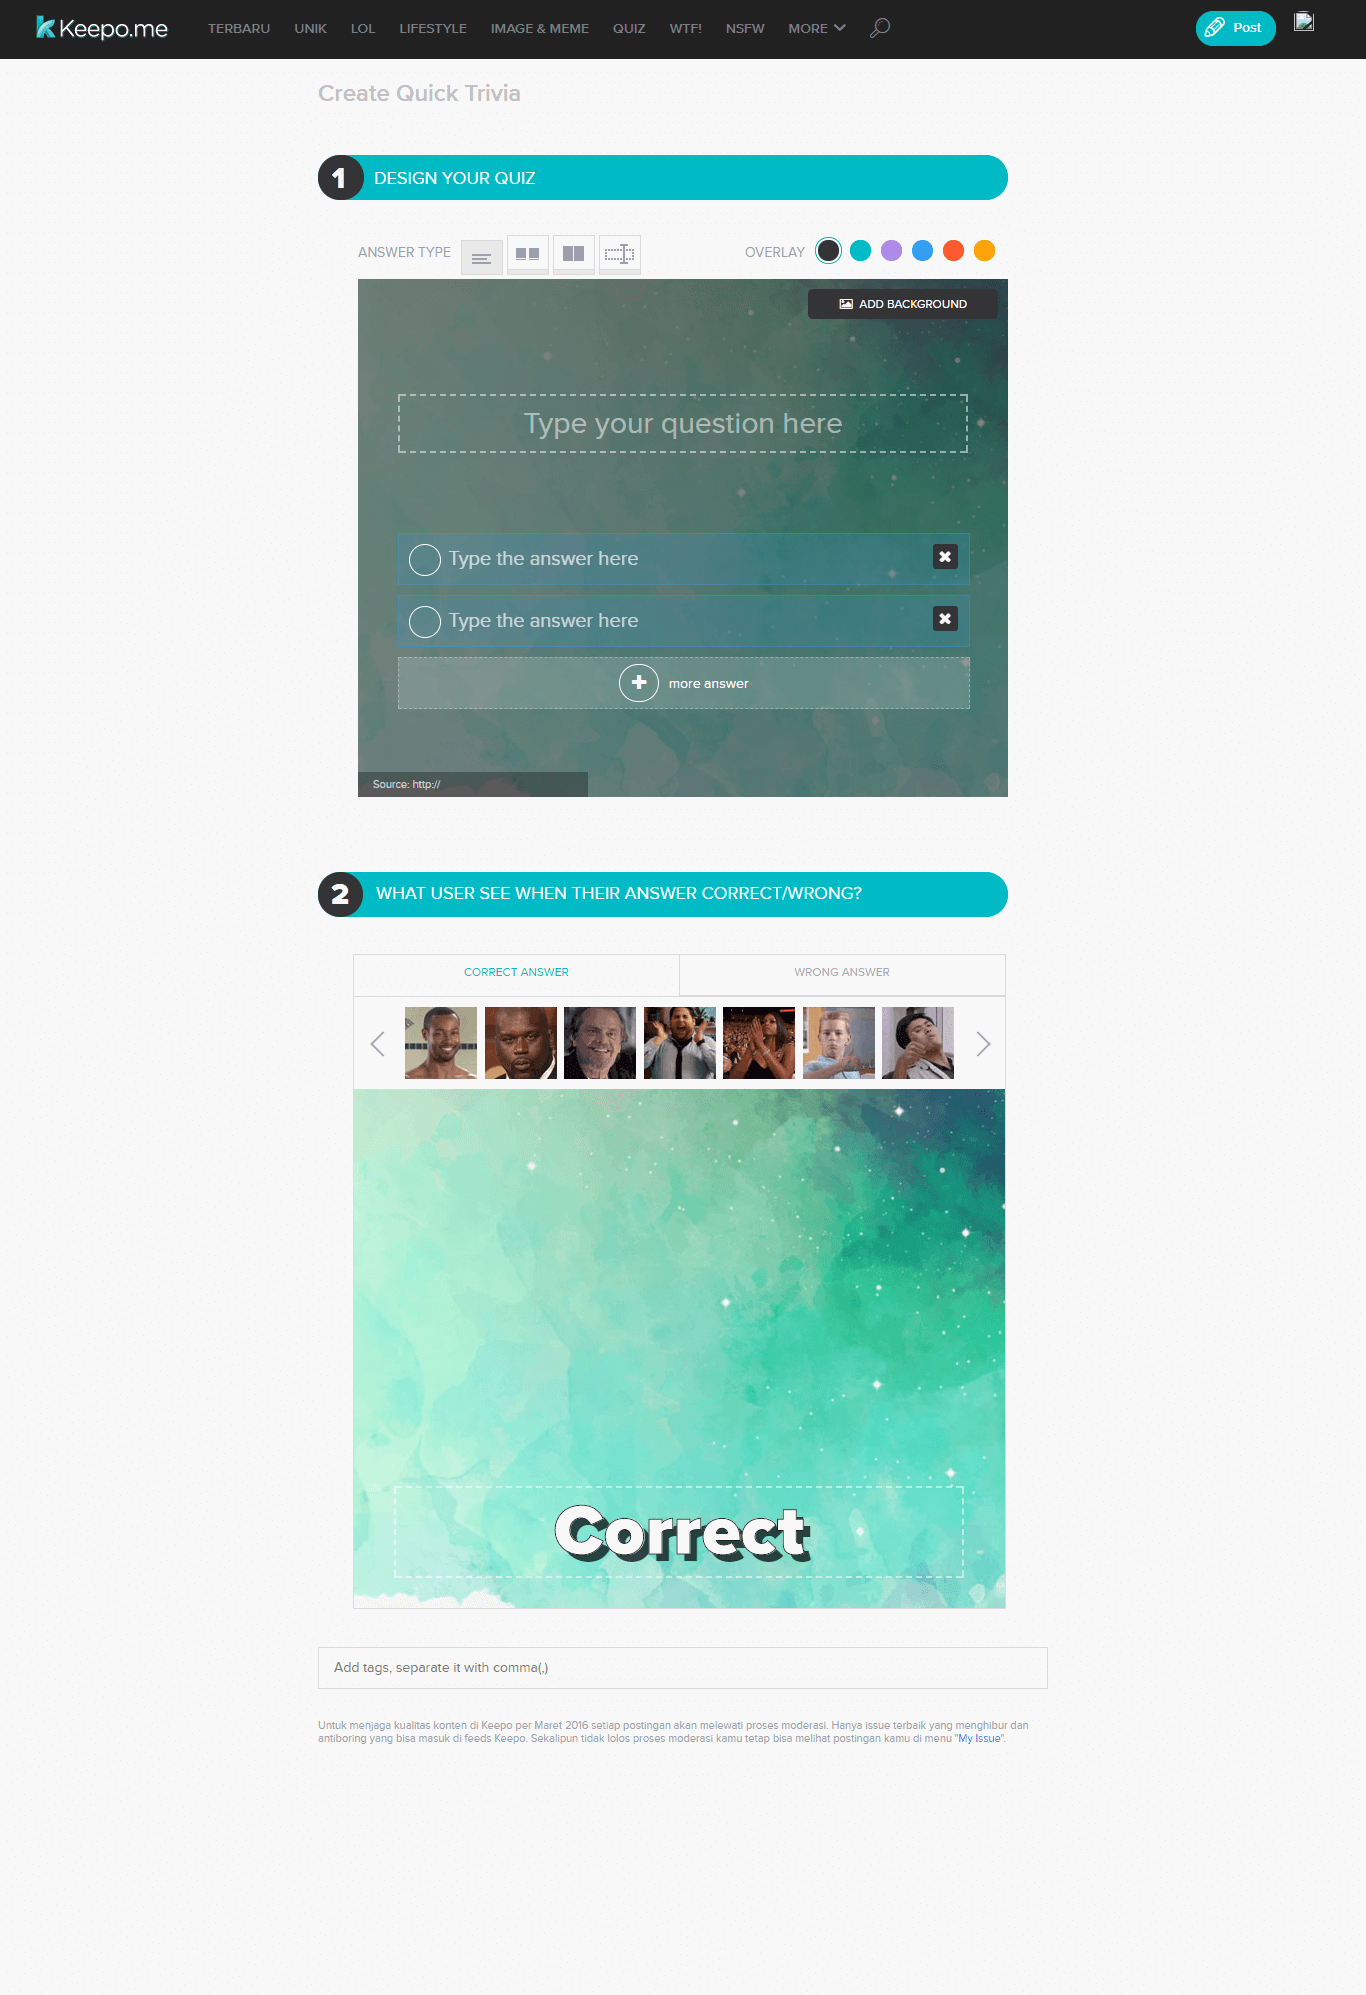 Keepo.me
TERBARU UNIK LOL LIFESTYLE IMAGE & MEME QUIZ WTF! NSFW MORE
Post
Create Quick Trivia
1 DESIGN YOUR QUIZ
ANSWER TYPE
OVERLAY
ADD BACKGROUND
Type your question here
Type the answer here
Type the answer here
more answer
Source: http://
2 WHAT USER SEE WHEN THEIR ANSWER CORRECT/WRONG?
CORRECT ANSWER
WRONG ANSWER
Correct
Add tags, separate it with comma(,)
Untuk menjaga kualitas konten di Keepo per Maret 2016 setiap postingan akan melewati proses moderasi. Hanya issue terbaik yang menghibur dan
antiboring yang bisa masuk di feeds Keepo. Sekalipun tidak lolos proses moderasi kamu tetap bisa melihat postingan kamu di menu "My Issue".